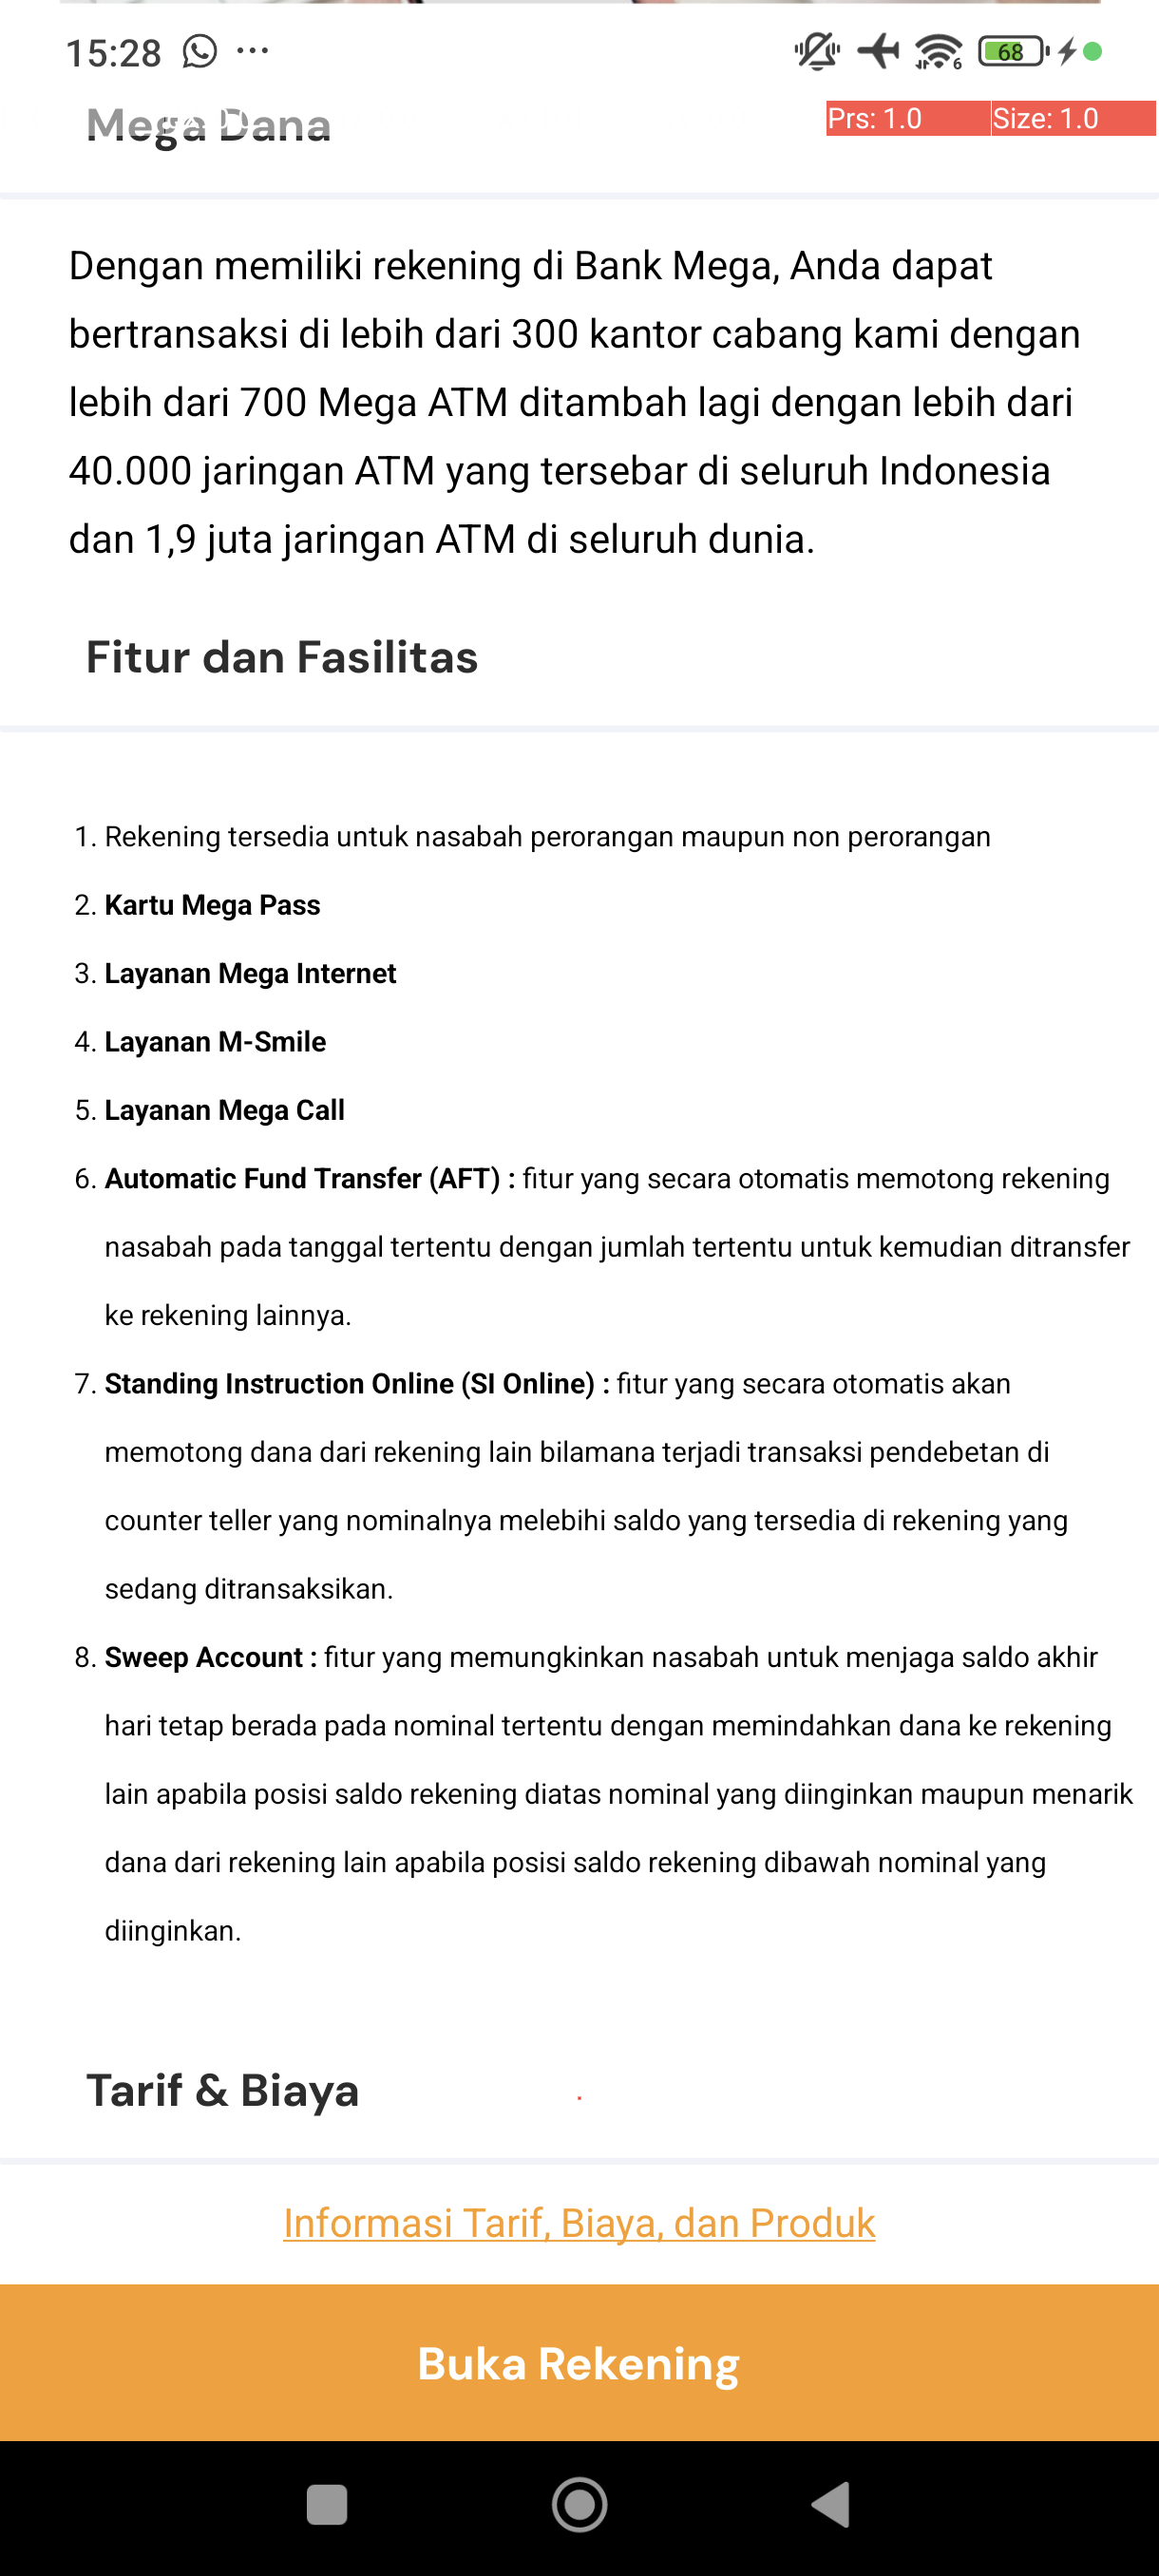 15:28
68
6
Prs: 1.0 Size: 1.0
Mega Dana
Dengan memiliki rekening di Bank Mega, Anda dapat
bertransaksi di lebih dari 300 kantor cabang kami dengan
lebih dari 700 Mega ATM ditambah lagi dengan lebih dari
40.000 jaringan ATM yang tersebar di seluruh Indonesia
dan 1,9 juta jaringan ATM di seluruh dunia.
Fitur dan Fasilitas
1. Rekening tersedia untuk nasabah perorangan maupun non perorangan
2. Kartu Mega Pass
3. Layanan Mega Internet
4. Layanan M-Smile
5. Layanan Mega Call
6. Automatic Fund Transfer (AFT) : fitur yang secara otomatis memotong rekening
nasabah pada tanggal tertentu dengan jumlah tertentu untuk kemudian ditransfer
ke rekening lainnya.
7. Standing Instruction Online (SI Online) : fitur yang secara otomatis akan
memotong dana dari rekening lain bilamana terjadi transaksi pendebetan di
counter teller yang nominalnya melebihi saldo yang tersedia di rekening yang
sedang ditransaksikan.
8. Sweep Account : fitur yang memungkinkan nasabah untuk menjaga saldo akhir
hari tetap berada pada nominal tertentu dengan memindahkan dana ke rekening
lain apabila posisi saldo rekening diatas nominal yang diinginkan maupun menarik
dana dari rekening lain apabila posisi saldo rekening dibawah nominal yang
diinginkan.
Tarif & Biaya
Informasi Tarif, Biaya, dan Produk
Buka Rekening